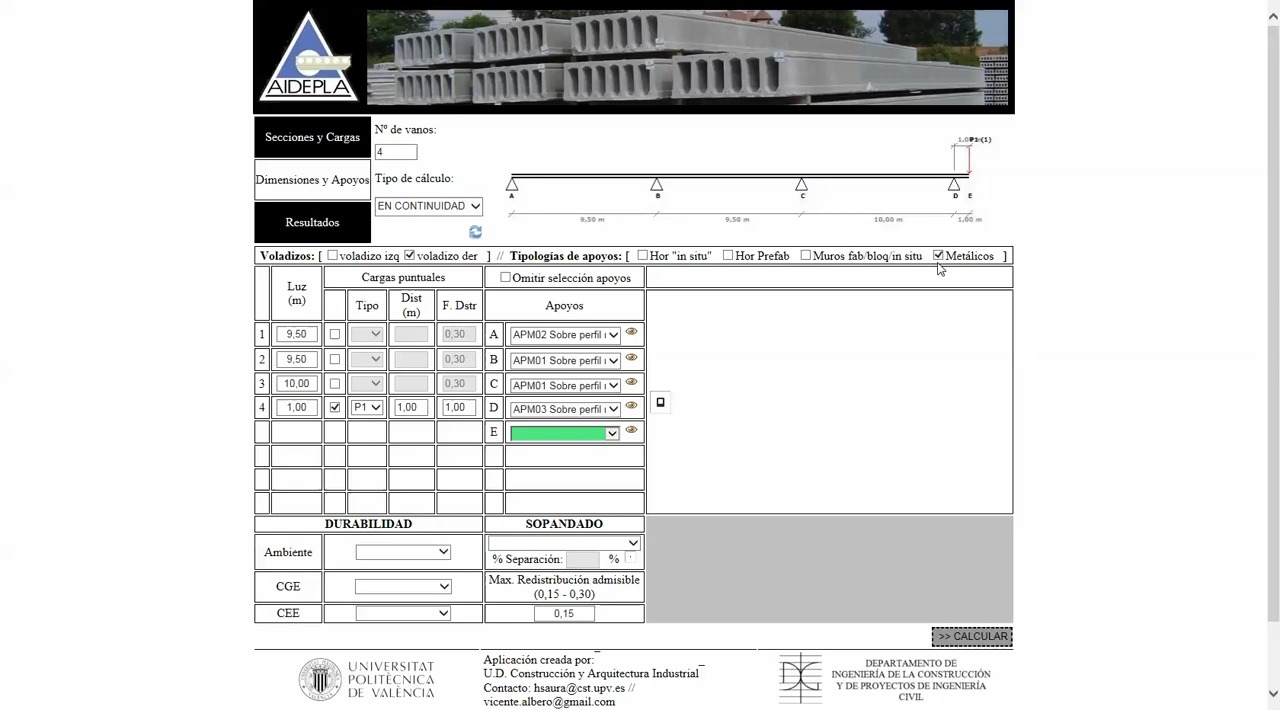 AIDEPLA
Secciones y Cargas
Dimensiones y Apoyos
Resultados
Nº de vanos:
4
Tipo de cálculo:
EN CONTINUIDAD
P1 (1)
A B C D E
9,50 m 9,50 m 10,00 m 1,00 m
Voladizos: [ voladizo izq voladizo der ] // Tipologías de apoyos: [ Hor "in situ" Hor Prefab Muros fab/bloq/in situ Metálicos ]
Luz (m)
Cargas puntuales
Tipo
Dist (m)
F. Dstr
Omitir selección apoyos
Apoyos
1 9,50 0,30 A APM02 Sobre perfil
2 9,50 0,30 B APM01 Sobre perfil
3 10,00 0,30 C APM01 Sobre perfil
4 1,00 P1 1,00 1,00 D APM03 Sobre perfil
E
DURABILIDAD
SOPANDADO
Ambiente
% Separación: %
CGE
Max. Redistribución admisible
(0,15 - 0,30)
CEE
0,15
>> CALCULAR
UNIVERSITAT
POLITÈCNICA
DE VALÈNCIA
Aplicación creada por:
U.D. Construcción y Arquitectura Industrial
Contacto: hsaura@cst.upv.es //
vicente.albero@gmail.com
DEPARTAMENTO DE
INGENIERÍA DE LA CONSTRUCCIÓN
Y DE PROYECTOS DE INGENIERÍA
CIVIL